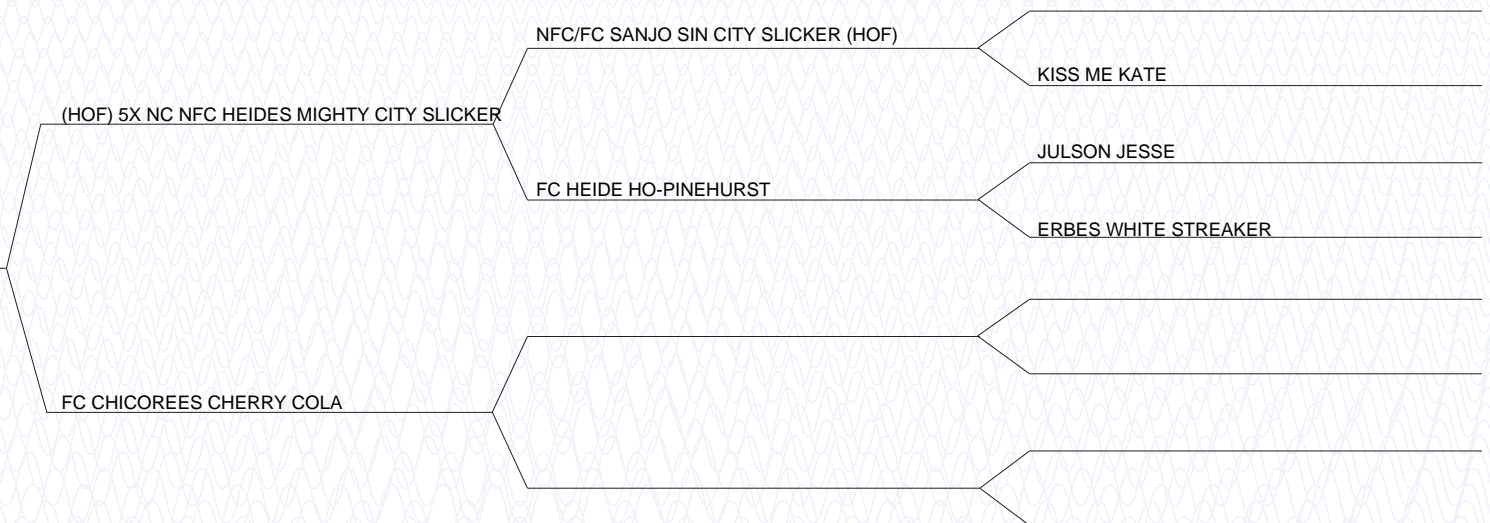 NFC/FC SANJO SIN CITY SLICKER (HOF)
KISS ME KATE
(HOF) 5X NC NFC HEIDES MIGHTY CITY SLICKER
JULSON JESSE
FC HEIDE HO-PINEHURST
ERBES WHITE STREAKER
FC CHICOREES CHERRY COLA